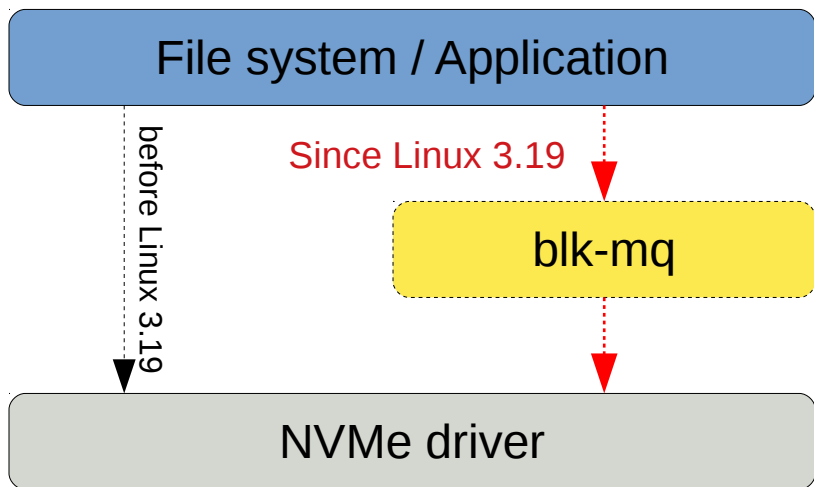 File system / Application
before Linux 3.19
Since Linux 3.19
blk-mq
NVMe driver